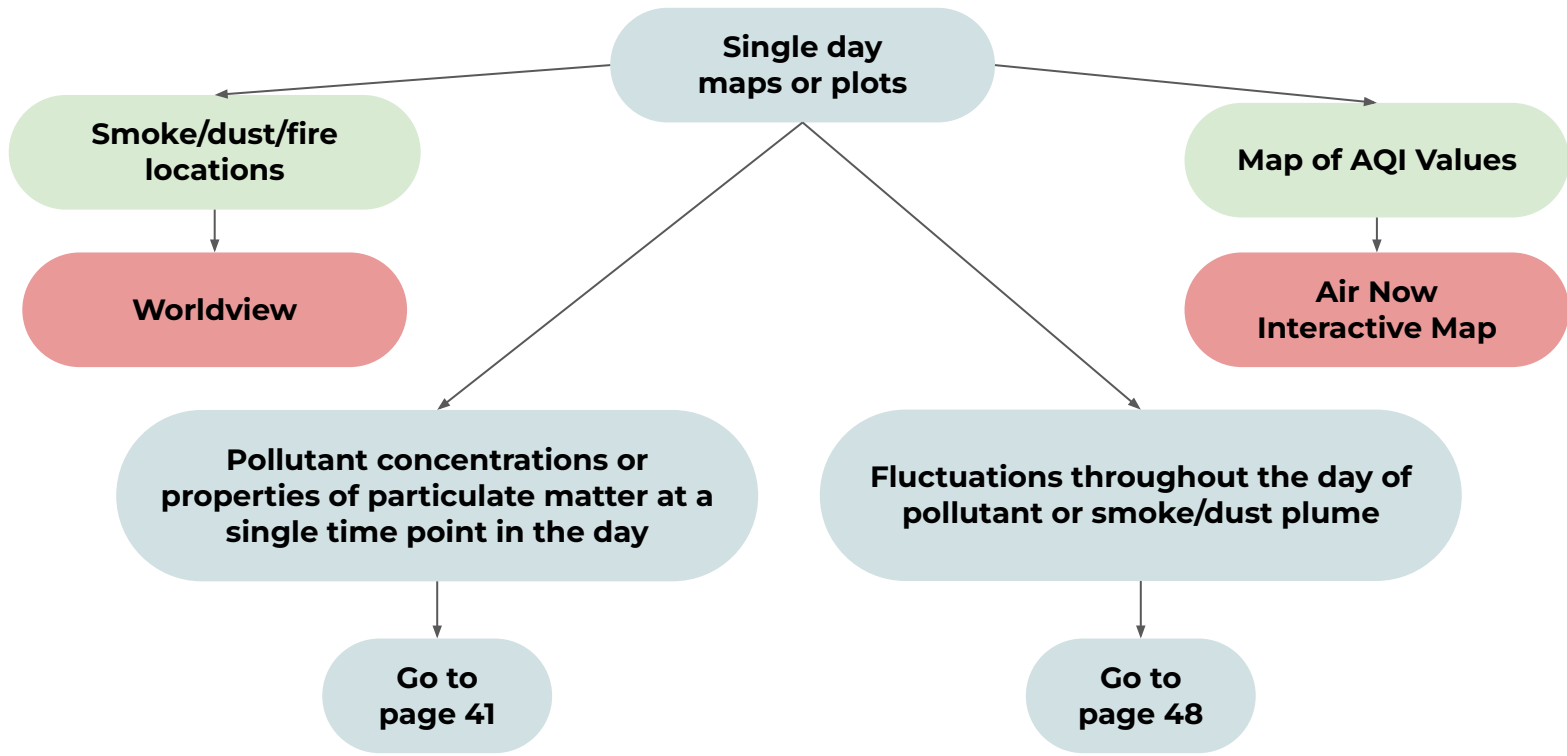 Single day
maps or plots
Smoke/dust/fire
locations
Map of AQI Values
Worldview
Air Now
Interactive Map
Pollutant concentrations or
properties of particulate matter at a
single time point in the day
Fluctuations throughout the day of
pollutant or smoke/dust plume
Go to
page 41
Go to
page 48